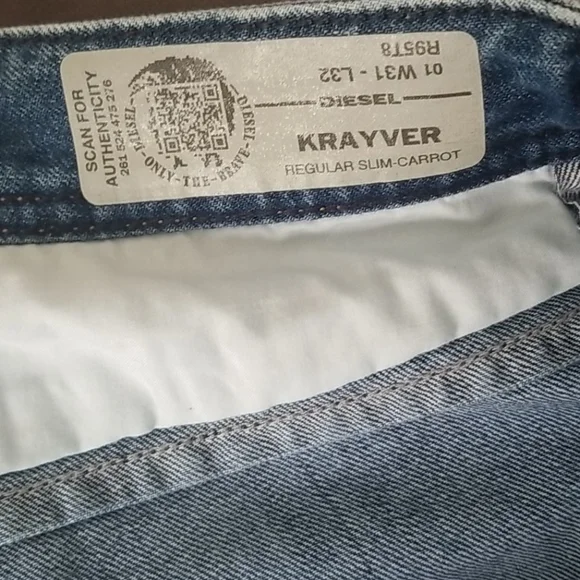 SCAN FOR
AUTHENTICITY
261 524 475 276
DIESEL
ONLY-THE-BRAVE
DIESEL
01 W31 - L32
R95T8
DIESEL
KRAYVER
REGULAR SLIM-CARROT